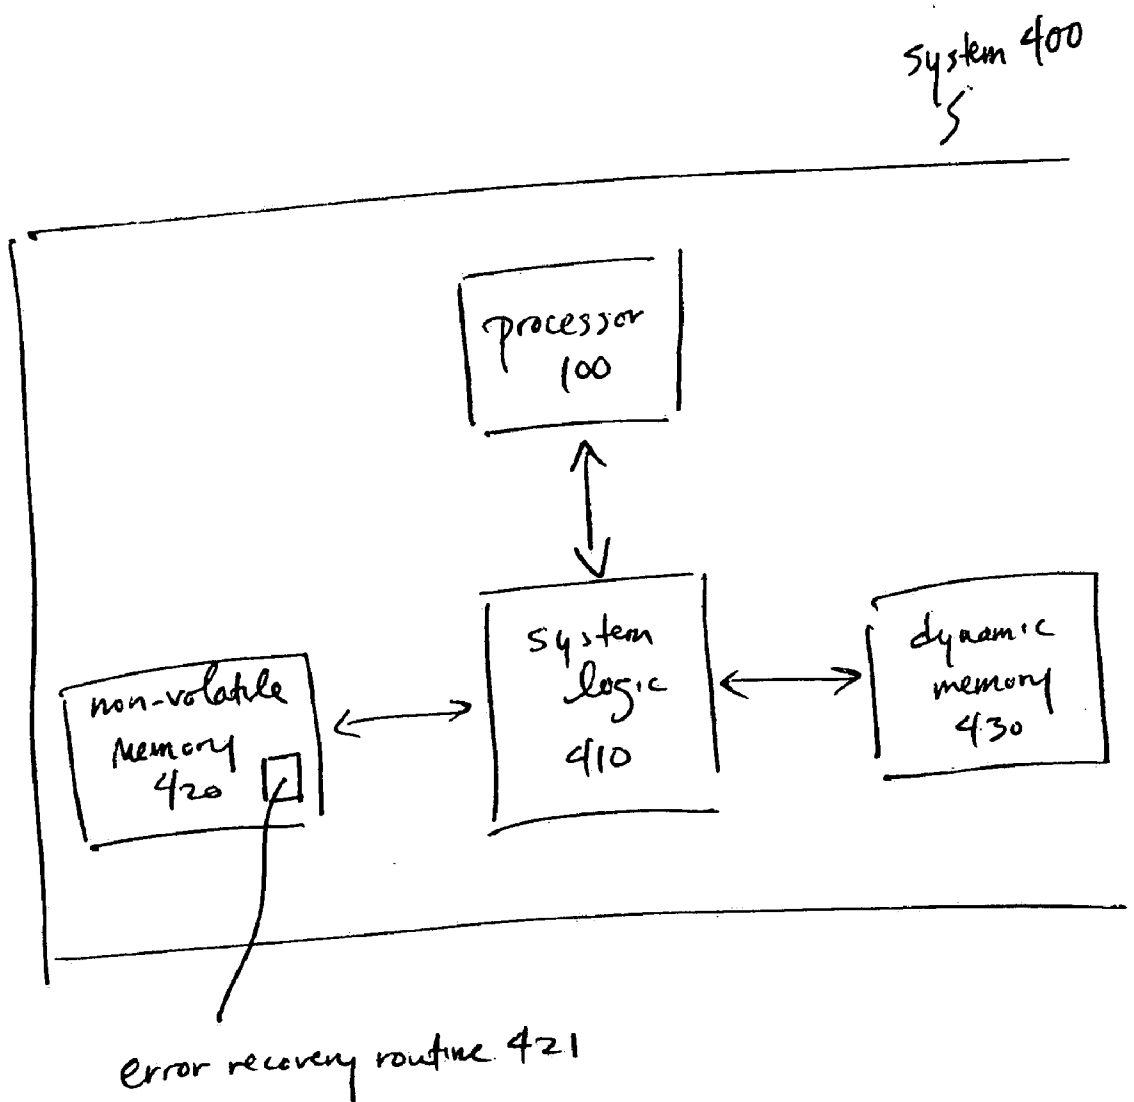 system 400
processor
100
system
logic
410
dynamic
memory
430
non-volatile
memory
420
error recovery routine 421